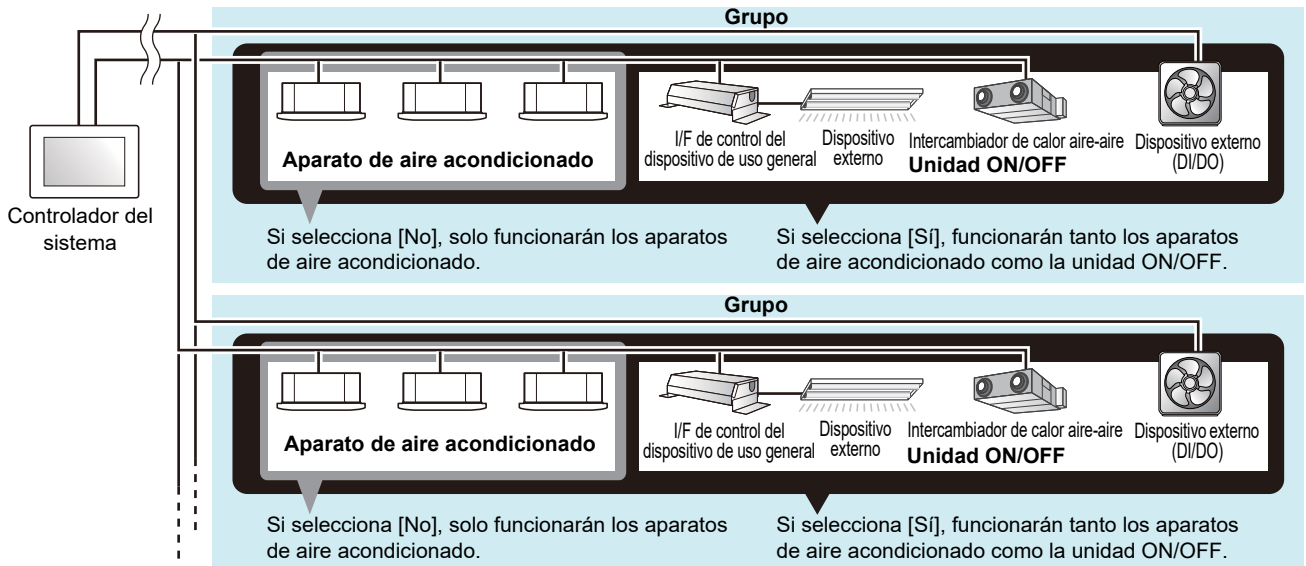 Grupo
I/F de control del
dispositivo de uso general
Dispositivo
externo
Intercambiador de calor aire-aire
Dispositivo externo
(DI/DO)
Aparato de aire acondicionado
Unidad ON/OFF
Controlador del
sistema
Si selecciona [No], solo funcionarán los aparatos
de aire acondicionado.
Si selecciona [Sí], funcionarán tanto los aparatos
de aire acondicionado como la unidad ON/OFF.
Grupo
I/F de control del
dispositivo de uso general
Dispositivo
externo
Intercambiador de calor aire-aire
Dispositivo externo
(DI/DO)
Aparato de aire acondicionado
Unidad ON/OFF
Si selecciona [No], solo funcionarán los aparatos
de aire acondicionado.
Si selecciona [Sí], funcionarán tanto los aparatos
de aire acondicionado como la unidad ON/OFF.